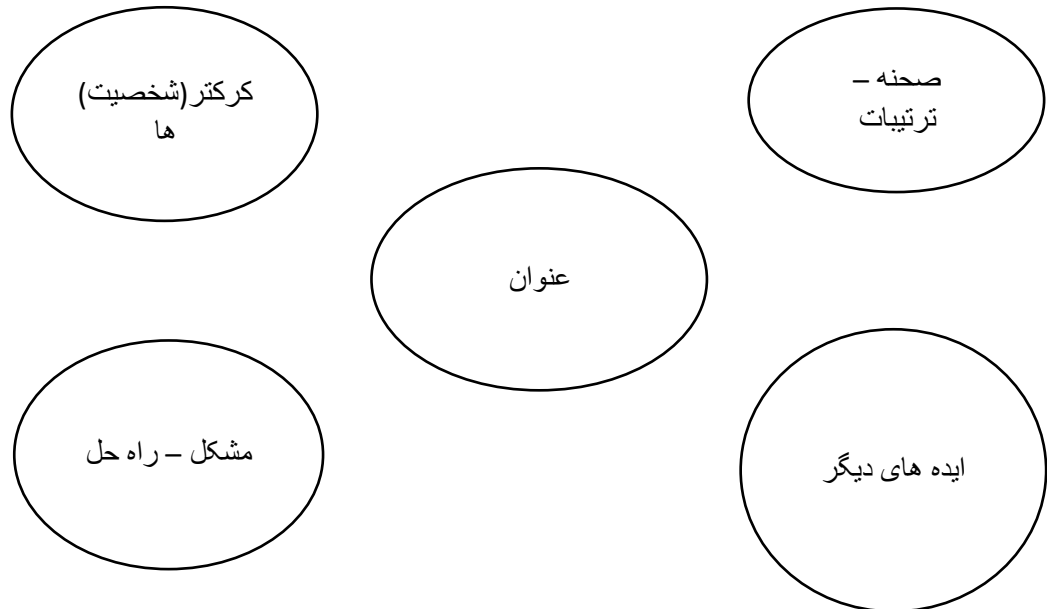 صحنه –
ترتیبات
کرکتر(شخصیت)
ها
عنوان
ایده های دیگر
مشکل – راه حل